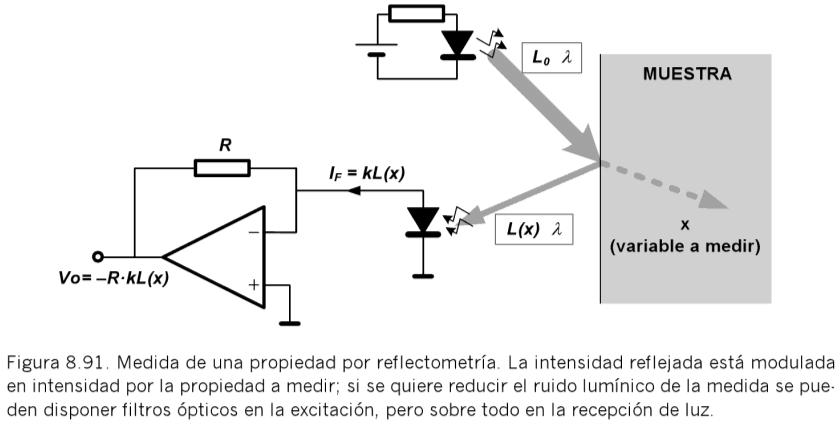 L₀ λ
MUESTRA
R
I_F = kL(x)
L(x) λ
x
(variable a medir)
−
+
Vo= −R·kL(x)
Figura 8.91. Medida de una propiedad por reflectometría. La intensidad reflejada está modulada
en intensidad por la propiedad a medir; si se quiere reducir el ruido lumínico de la medida se pue-
den disponer filtros ópticos en la excitación, pero sobre todo en la recepción de luz.